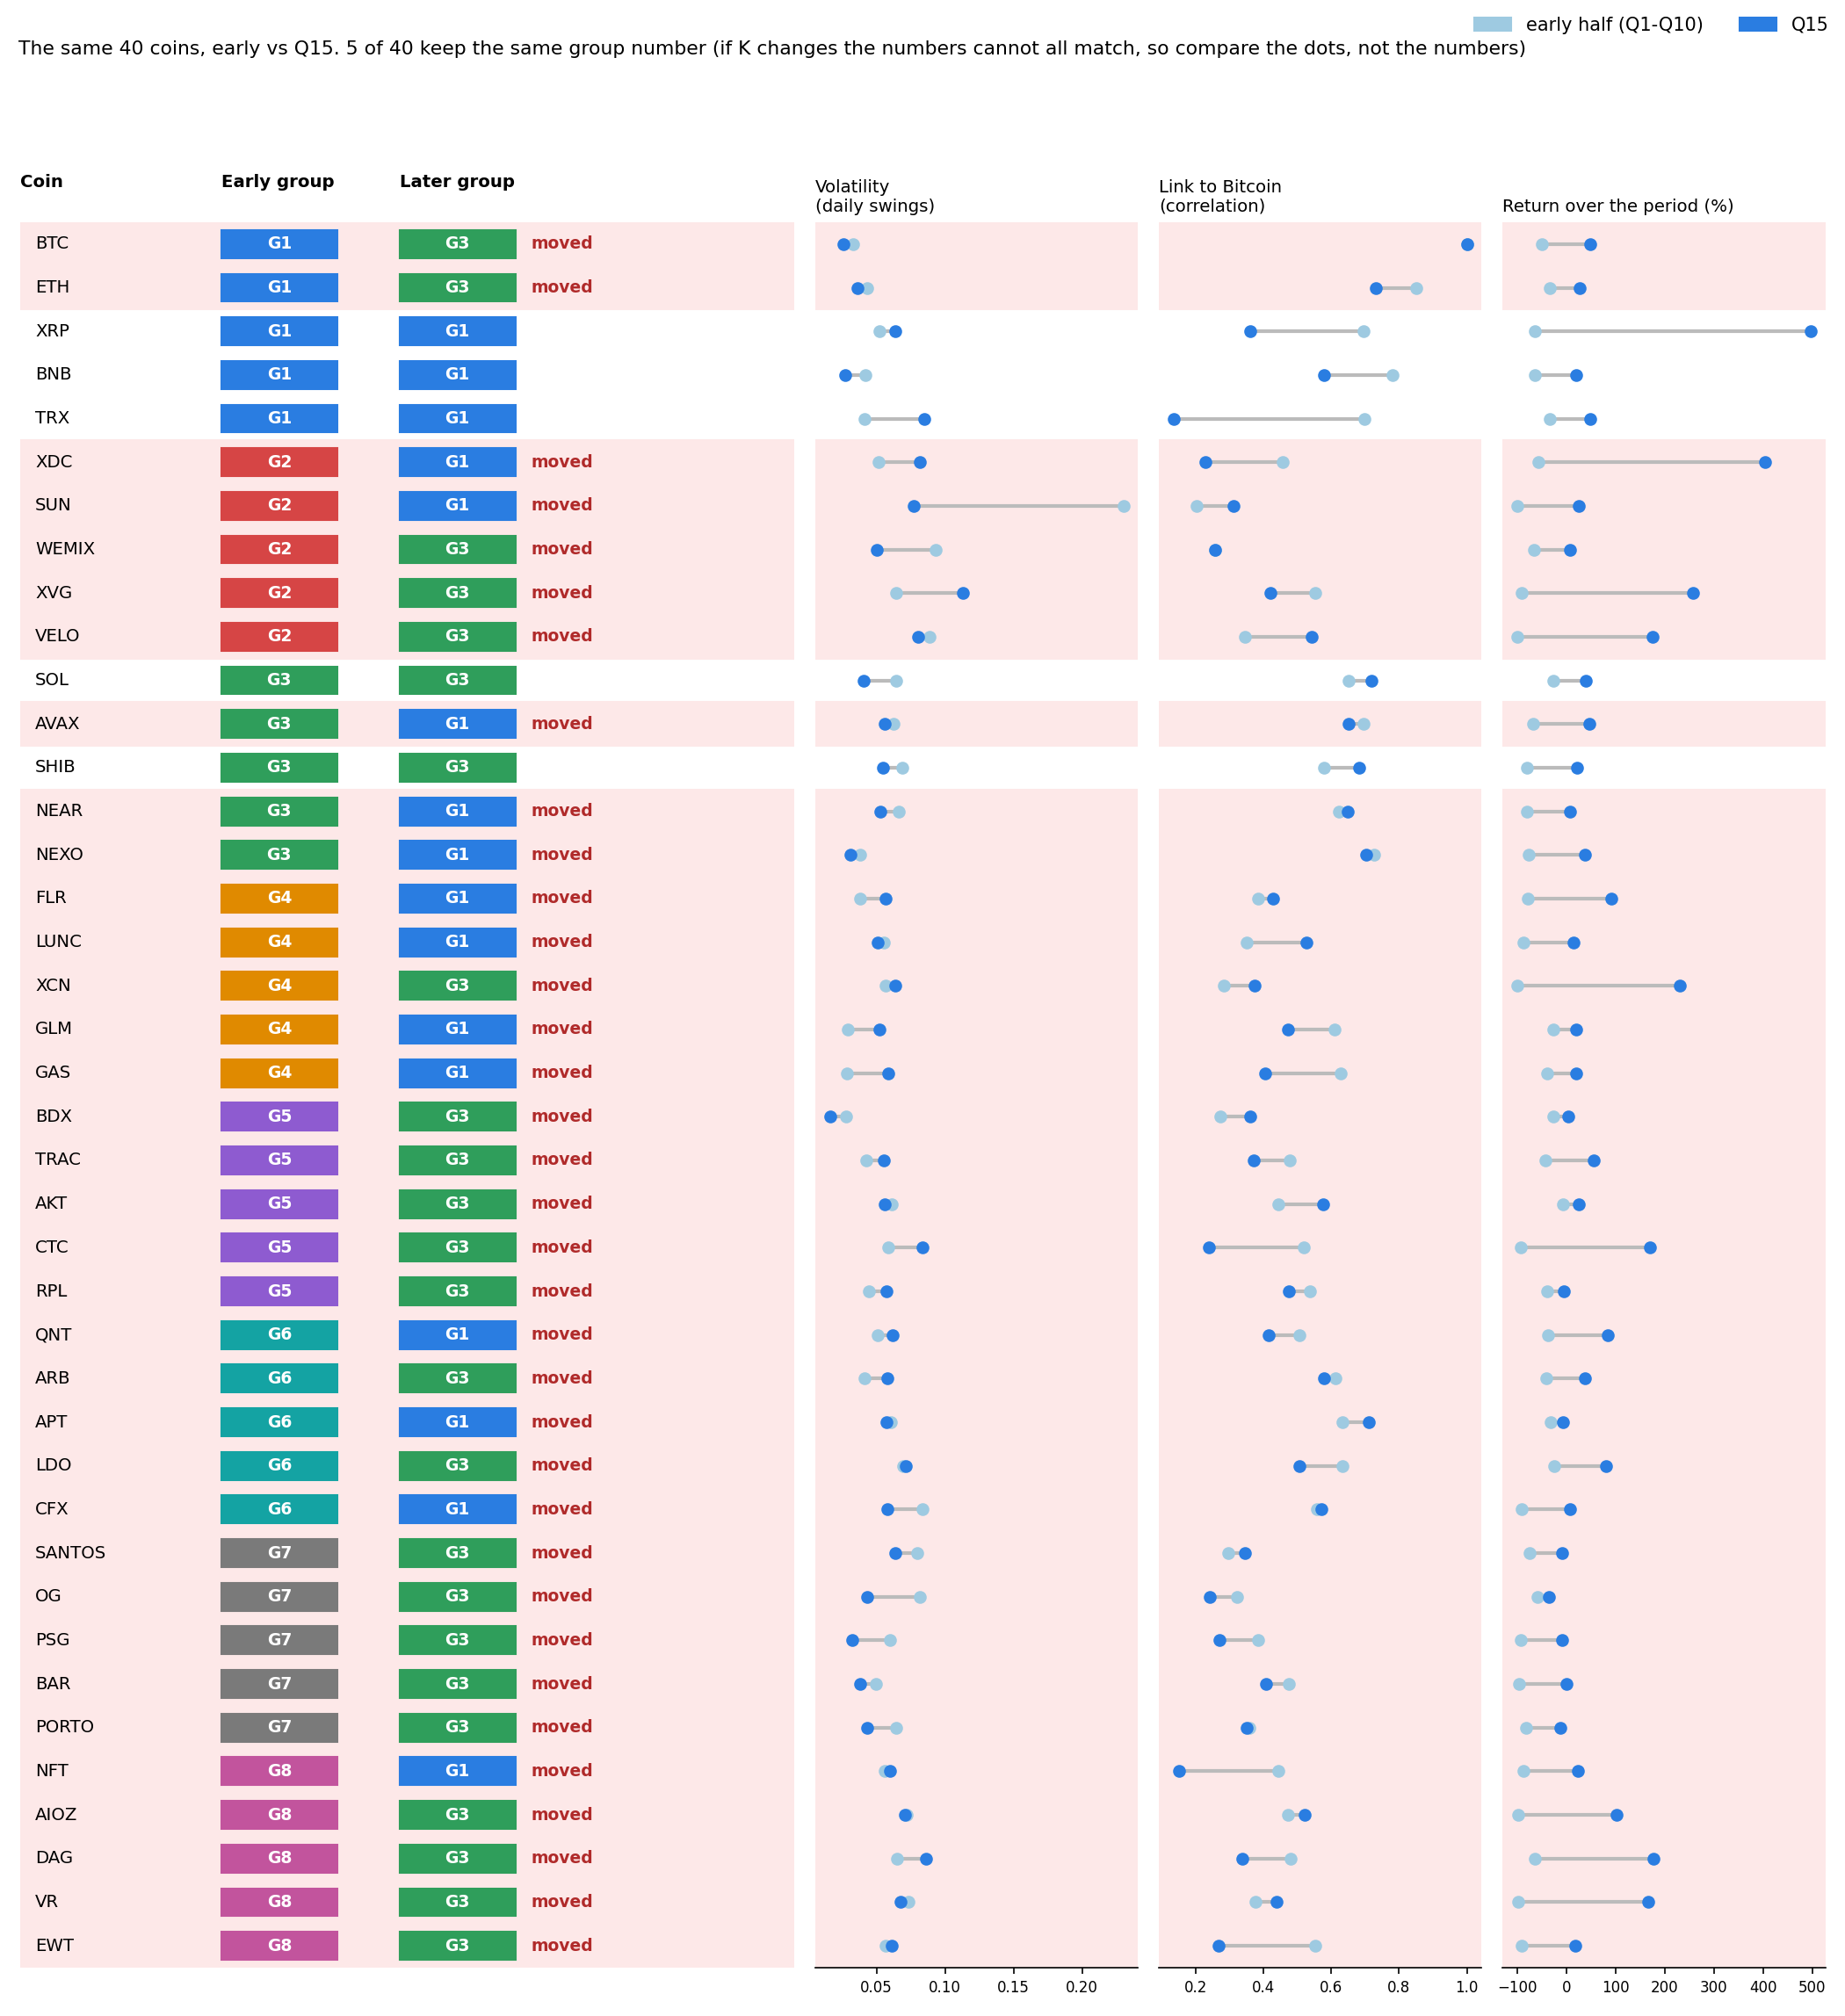 early half (Q1-Q10) Q15
The same 40 coins, early vs Q15. 5 of 40 keep the same group number (if K changes the numbers cannot all match, so compare the dots, not the numbers)
Coin Early group Later group Volatility Link to Bitcoin
(daily swings) (correlation) Return over the period (%)
BTC G1 G3 moved
ETH G1 G3 moved
XRP G1 G1
BNB G1 G1
TRX G1 G1
XDC G2 G1 moved
SUN G2 G1 moved
WEMIX G2 G3 moved
XVG G2 G3 moved
VELO G2 G3 moved
SOL G3 G3
AVAX G3 G1 moved
SHIB G3 G3
NEAR G3 G1 moved
NEXO G3 G1 moved
FLR G4 G1 moved
LUNC G4 G1 moved
XCN G4 G3 moved
GLM G4 G1 moved
GAS G4 G1 moved
BDX G5 G3 moved
TRAC G5 G3 moved
AKT G5 G3 moved
CTC G5 G3 moved
RPL G5 G3 moved
QNT G6 G1 moved
ARB G6 G3 moved
APT G6 G1 moved
LDO G6 G3 moved
CFX G6 G1 moved
SANTOS G7 G3 moved
OG G7 G3 moved
PSG G7 G3 moved
BAR G7 G3 moved
PORTO G7 G3 moved
NFT G8 G1 moved
AIOZ G8 G3 moved
DAG G8 G3 moved
VR G8 G3 moved
EWT G8 G3 moved
0.05 0.10 0.15 0.20 0.2 0.4 0.6 0.8 1.0 −100 0 100 200 300 400 500